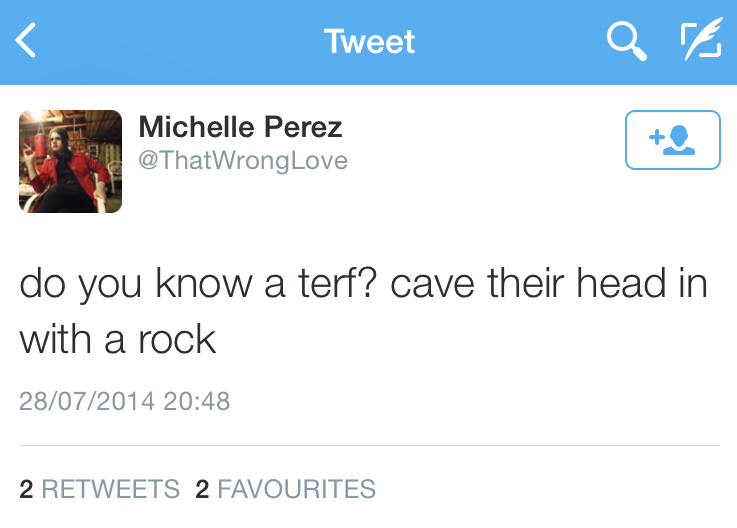 Tweet
Michelle Perez
@ThatWrongLove
do you know a terf? cave their head in
with a rock
28/07/2014 20:48
2 RETWEETS 2 FAVOURITES